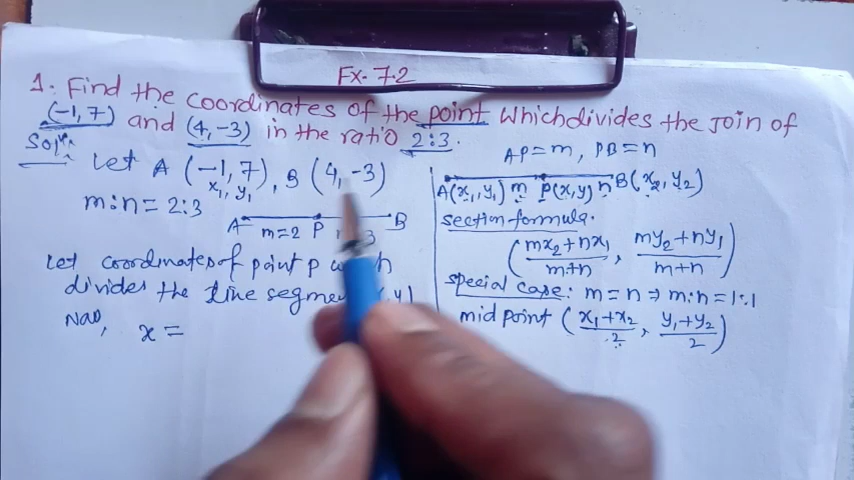 Ex. 7.2
1. Find the coordinates of the point which divides the join of
(-1, 7) and (4, -3) in the ratio 2:3.
Solⁿ:
Let A (-1, 7), B (4, -3)
x₁, y₁
m:n = 2:3
A P B
m=2 3
Let coordinates of point P
divides the line segment y)
Now,
x =
AP = m, PB = n
A(x₁, y₁) m P(x, y) n B(x₂, y₂)
section formula.
(mx₂+nx₁/m+n, my₂+ny₁/m+n)
special case: m=n ⇒ m:n = 1:1
mid point (x₁+x₂/2, y₁+y₂/2)